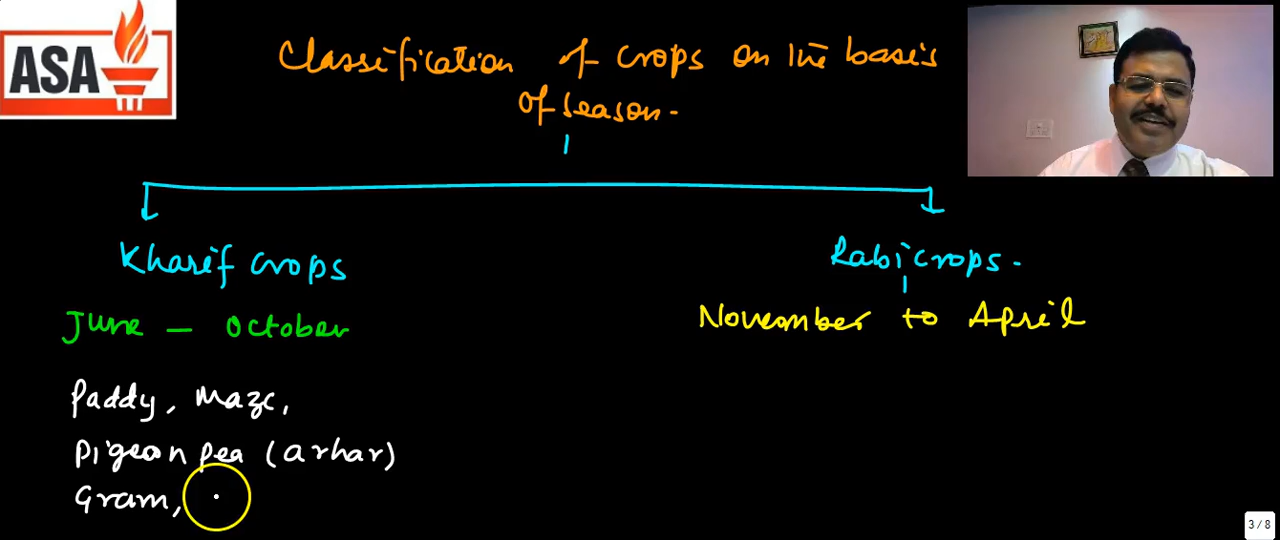 ASA
Classification of crops on the basis
of season.
Kharif crops
Rabi crops.
June - October
November to April
Paddy, Maze,
Pigeon pea (arhar)
Gram,
3/8